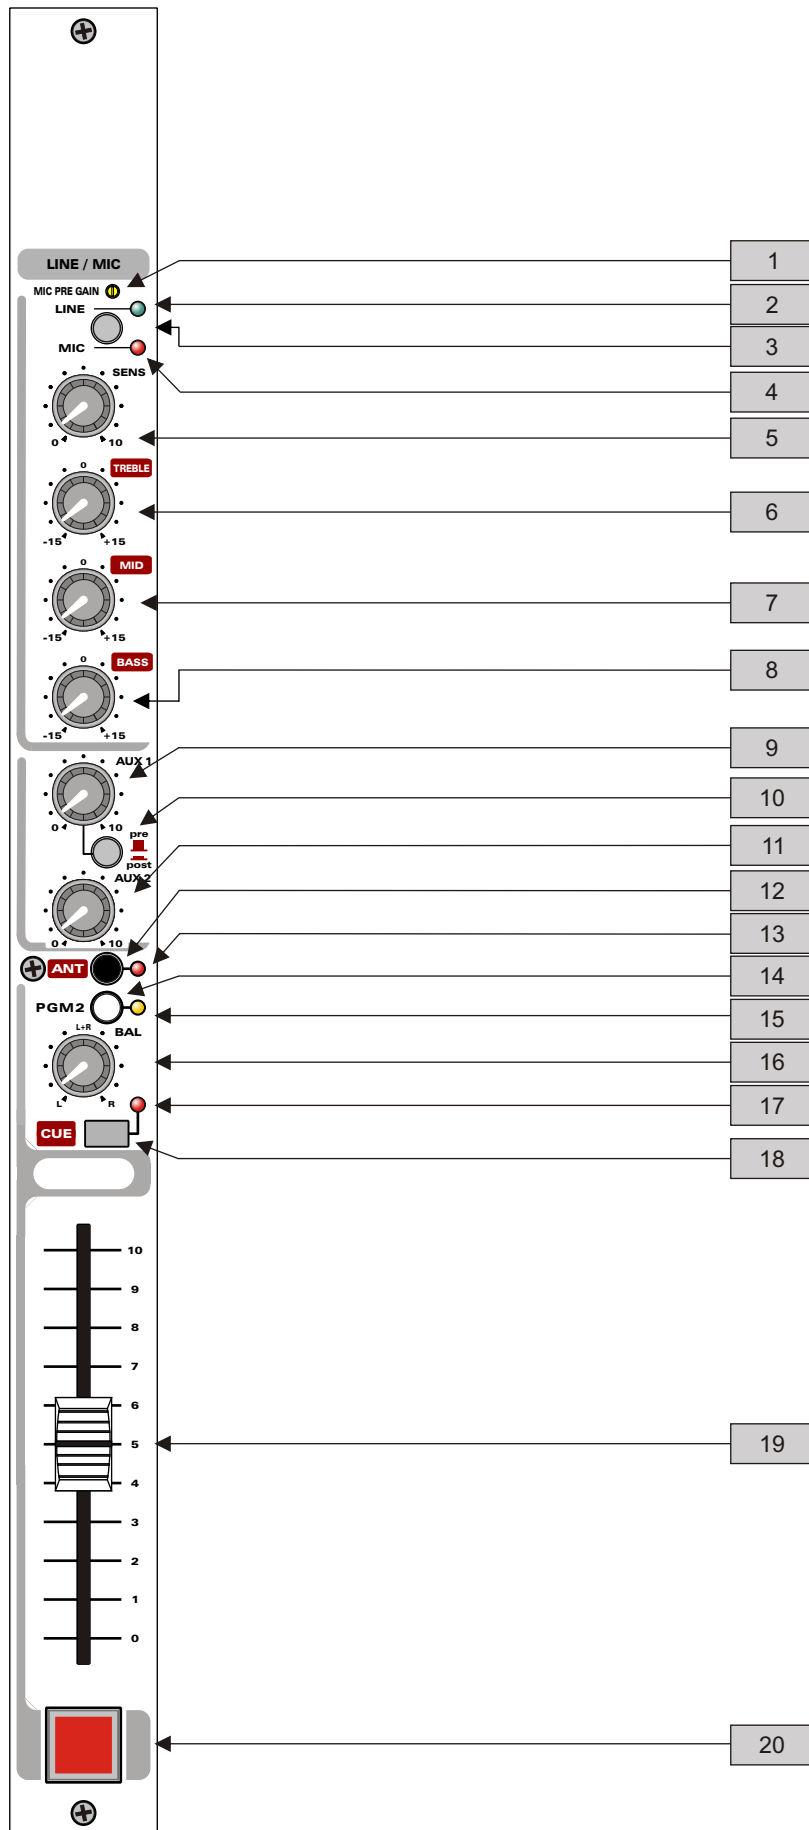 LINE / MIC
1
MIC PRE GAIN
LINE
2
3
MIC
4
SENS
0 10
5
0
TREBLE
-15 +15
6
0
MID
-15 +15
7
0
BASS
-15 +15
8
AUX 1
9
0 10
10
pre
post
11
AUX 2
0 10
12
ANT
13
14
PGM2
15
L+R
BAL
16
L R
17
CUE
18
10
9
8
7
6
5
19
4
3
2
1
0
20